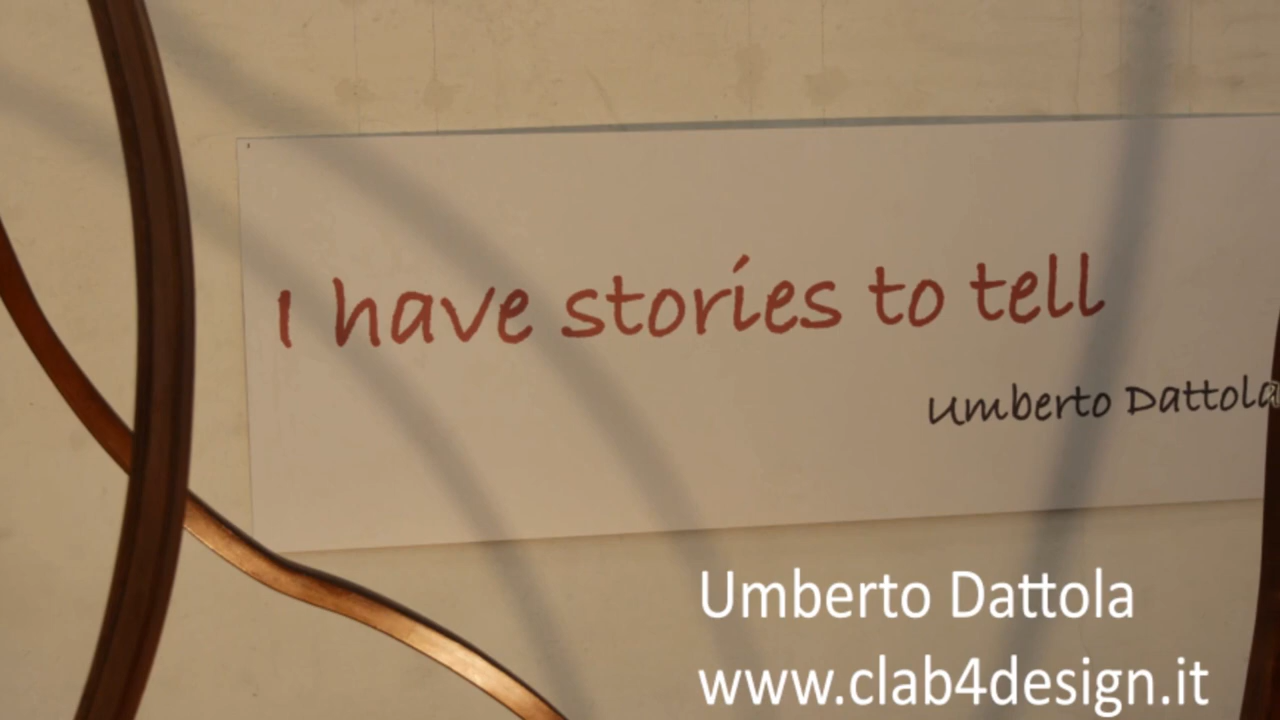 I have stories to tell
Umberto Dattola
Umberto Dattola
www.clab4design.it